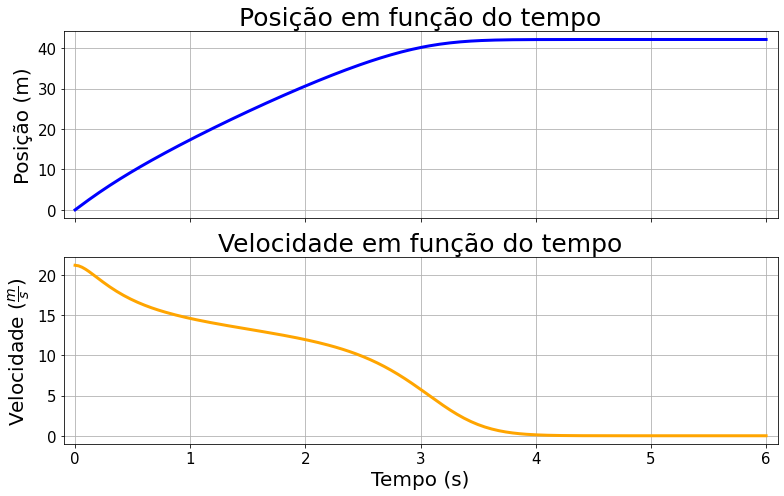 Posição em função do tempo
Posição (m)
40
30
20
10
0
Velocidade em função do tempo
Velocidade (m/s)
20
15
10
5
0
0 1 2 3 4 5 6
Tempo (s)